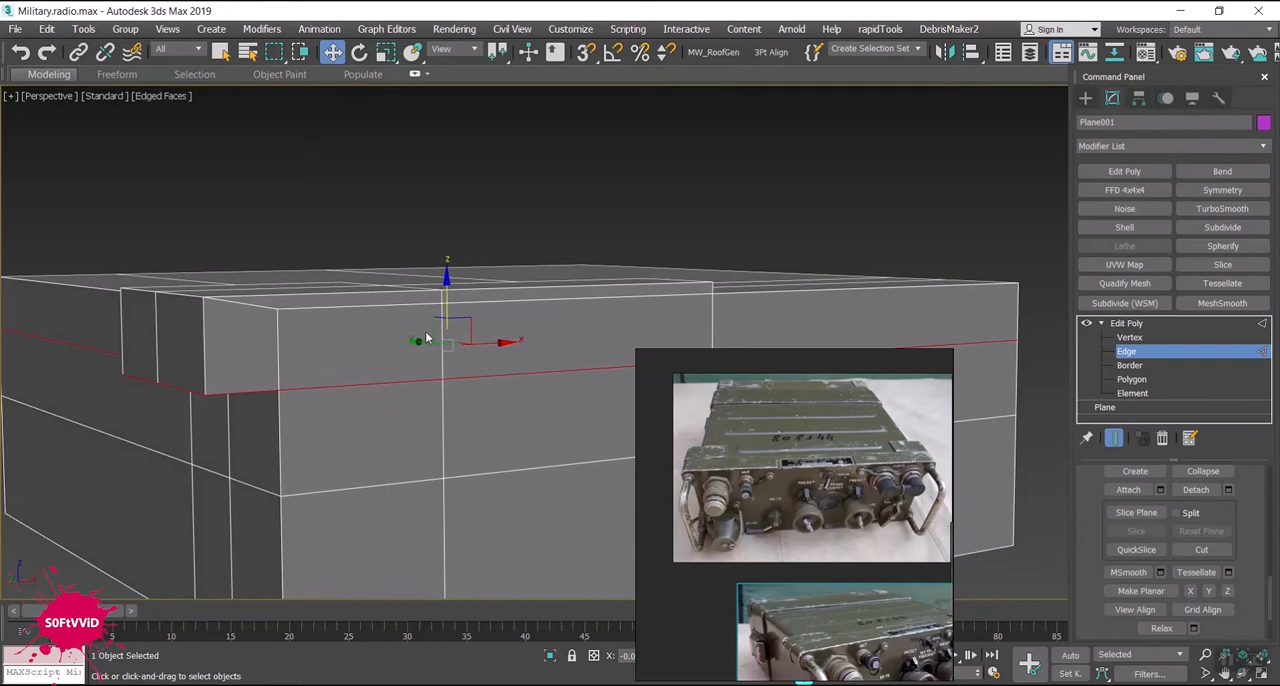 Military.radio.max - Autodesk 3ds Max 2019
File Edit Tools Group Views Create Modifiers Animation Graph Editors Rendering Civil View Customize Scripting Interactive Content Arnold Help rapidTools DebrisMaker2 Sign In Workspaces: Default
All View MW_RoofGen 3Pt Align Create Selection Set
Modeling Freeform Selection Object Paint Populate
[+] [Perspective] [Standard] [Edged Faces]
Command Panel
Plane001
Modifier List
Edit Poly Bend
FFD 4x4x4 Symmetry
Noise TurboSmooth
Shell Subdivide
Lathe Spherify
UVW Map Slice
Quadify Mesh Tessellate
Subdivide (WSM) MeshSmooth
Edit Poly
Vertex
Edge
Border
Polygon
Element
Plane
Create Collapse
Attach Detach
Slice Plane Split
Slice Reset Plane
QuickSlice Cut
MSmooth Tessellate
Make Planar X Y Z
View Align Grid Align
Relax
z
x
808144
SOFtVViD
5 10 15 20 25 30 35 40 45 80 85
1 Object Selected X: -0.0
Auto Selected
MAXScript Mi
Click or click-and-drag to select objects
Set K. Filters...